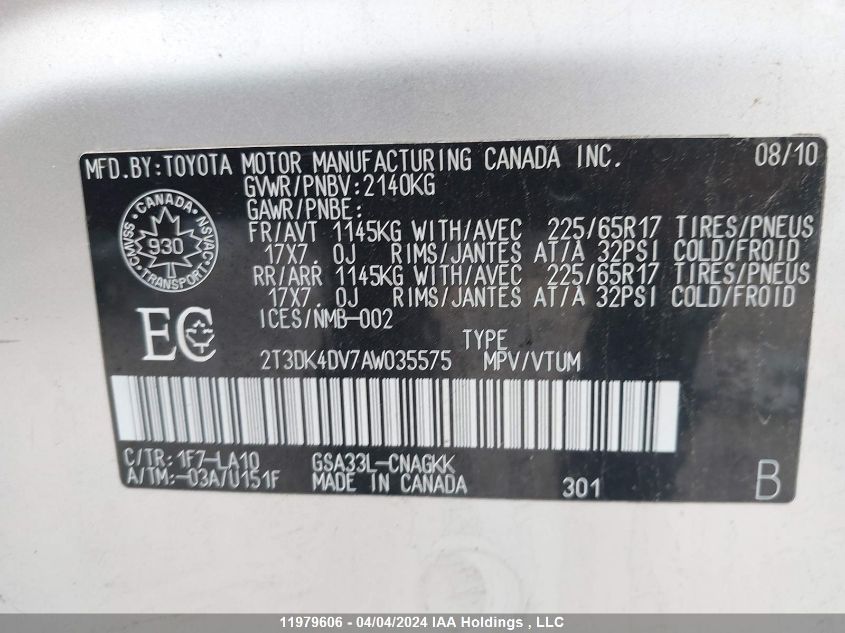 MFD.BY:TOYOTA MOTOR MANUFACTURING CANADA INC. 08/10
GVWR/PNBV:2140KG
GAWR/PNBE:
FR/AVT 1145KG WITH/AVEC 225/65R17 TIRES/PNEUS
17X7.0J RIMS/JANTES AT/A 32PSI COLD/FROID
RR/ARR 1145KG WITH/AVEC 225/65R17 TIRES/PNEUS
17X7.0J RIMS/JANTES AT/A 32PSI COLD/FROID
ICES/NMB-002
CANADA
CMVSS
NSVAC
930
TRANSPORT
EC
TYPE
2T3DK4DV7AW035575 MPV/VTUM
C/TR:1F7-LA10 GSA33L-CNAGKK
A/TM:-03A/U151F MADE IN CANADA 301 B
11979606 - 04/04/2024 IAA Holdings , LLC